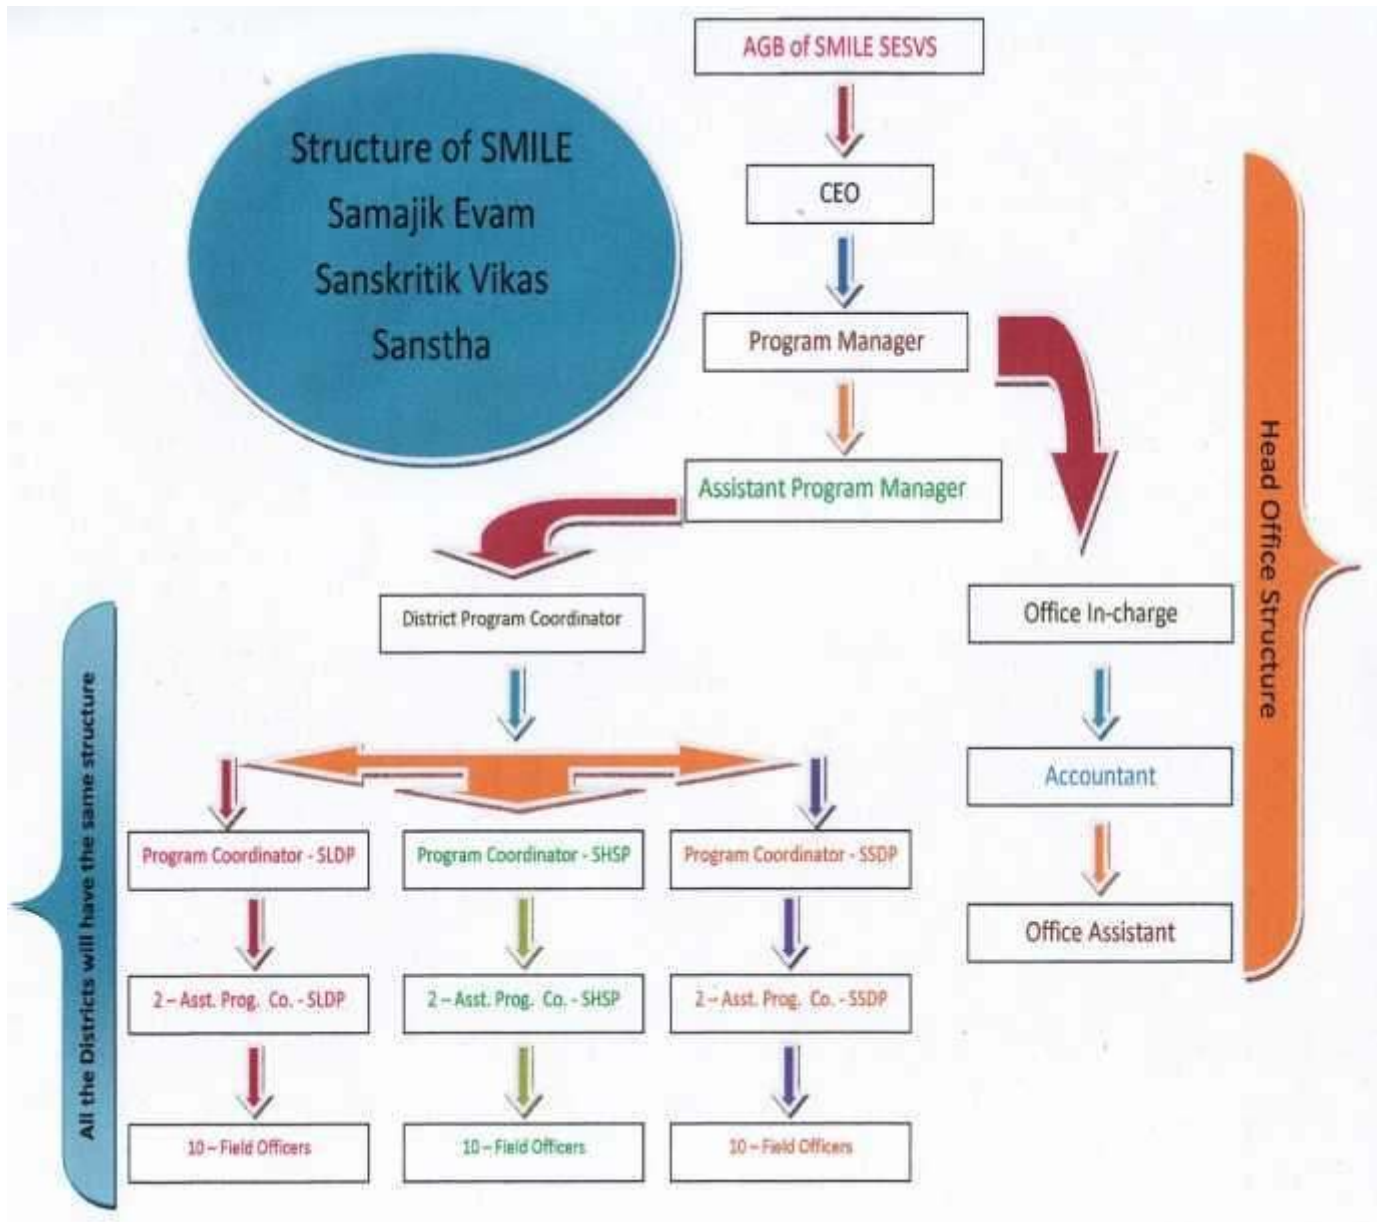 AGB of SMILE SESVS
Structure of SMILE
Samajik Evam
Sanskritik Vikas
Sanstha
CEO
Program Manager
Assistant Program Manager
Head Office Structure
District Program Coordinator
Office In-charge
All the Districts will have the same structure
Accountant
Program Coordinator - SLDP
Program Coordinator - SHSP
Program Coordinator - SSDP
Office Assistant
2 – Asst. Prog. Co. - SLDP
2 – Asst. Prog. Co. - SHSP
2 – Asst. Prog. Co. - SSDP
10 – Field Officers
10 – Field Officers
10 – Field Officers